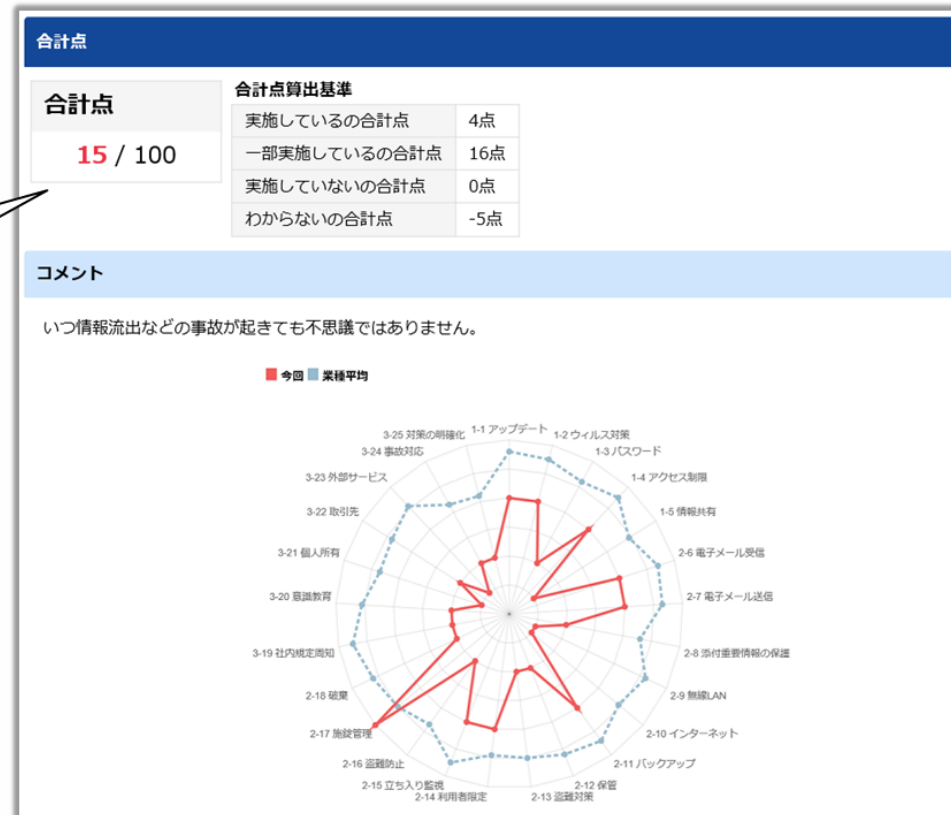 合計点
合計点
15 / 100
合計点算出基準
実施しているの合計点 4点
一部実施しているの合計点 16点
実施していないの合計点 0点
わからないの合計点 -5点
コメント
いつ情報流出などの事故が起きても不思議ではありません。
今回 業種平均
1-1 アップデート
1-2 ウィルス対策
1-3 パスワード
1-4 アクセス制限
1-5 情報共有
2-6 電子メール受信
2-7 電子メール送信
2-8 添付重要情報の保護
2-9 無線LAN
2-10 インターネット
2-11 バックアップ
2-12 保管
2-13 盗難対策
2-14 利用者限定
2-15 立ち入り監視
2-16 盗難防止
2-17 施錠管理
2-18 破棄
3-19 社内規定周知
3-20 意識教育
3-21 個人所有
3-22 取引先
3-23 外部サービス
3-24 事故対応
3-25 対策の明確化